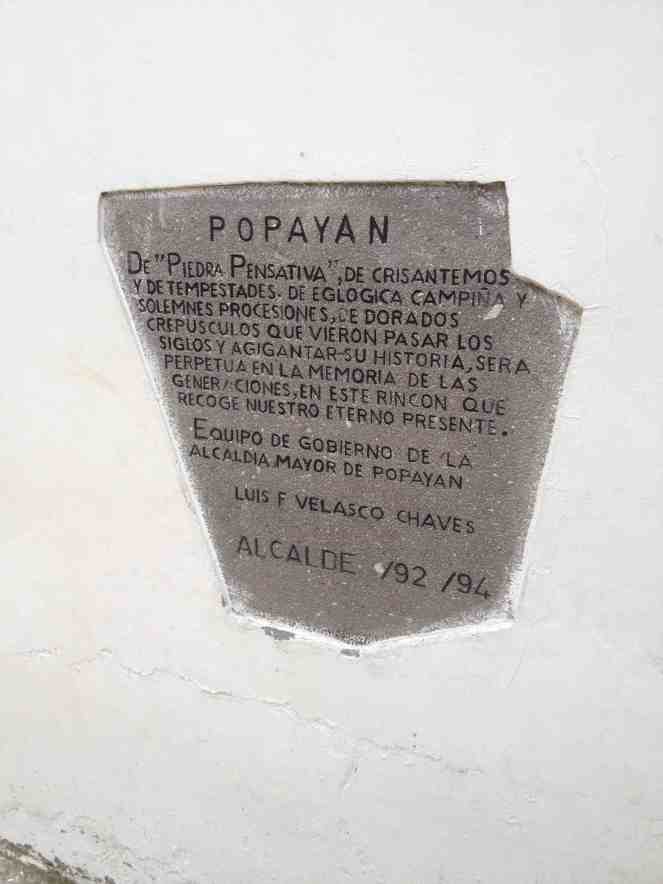 POPAYAN
DE "PIEDRA PENSATIVA", DE CRISANTEMOS
Y DE TEMPESTADES. DE EGLOGICA CAMPIÑA Y
SOLEMNES PROCESIONES, DE DORADOS
CREPUSCULOS QUE VIERON PASAR LOS
SIGLOS Y AGIGANTAR SU HISTORIA, SERA
PERPETUA EN LA MEMORIA DE LAS
GENERACIONES, EN ESTE RINCON QUE
RECOGE NUESTRO ETERNO PRESENTE.
EQUIPO DE GOBIERNO DE LA
ALCALDIA MAYOR DE POPAYAN
LUIS F VELASCO CHAVES
ALCALDE /92 /94